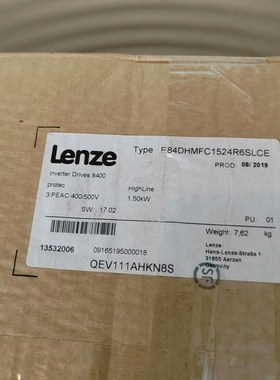 Lenze
Type E84DHMFC1524R6SLCE
PROD: 08/2019
Inverter Drives 8400
protec HighLine
3/PEAC 400/500V 1,50kW
SW: 17.02
PU: 01
Weight: 7,62 kg
13532006 09165195000018
Lenze
Hans-Lenze-Straße 1
31855 Aerzen
Germany
QEV111AHKN8S